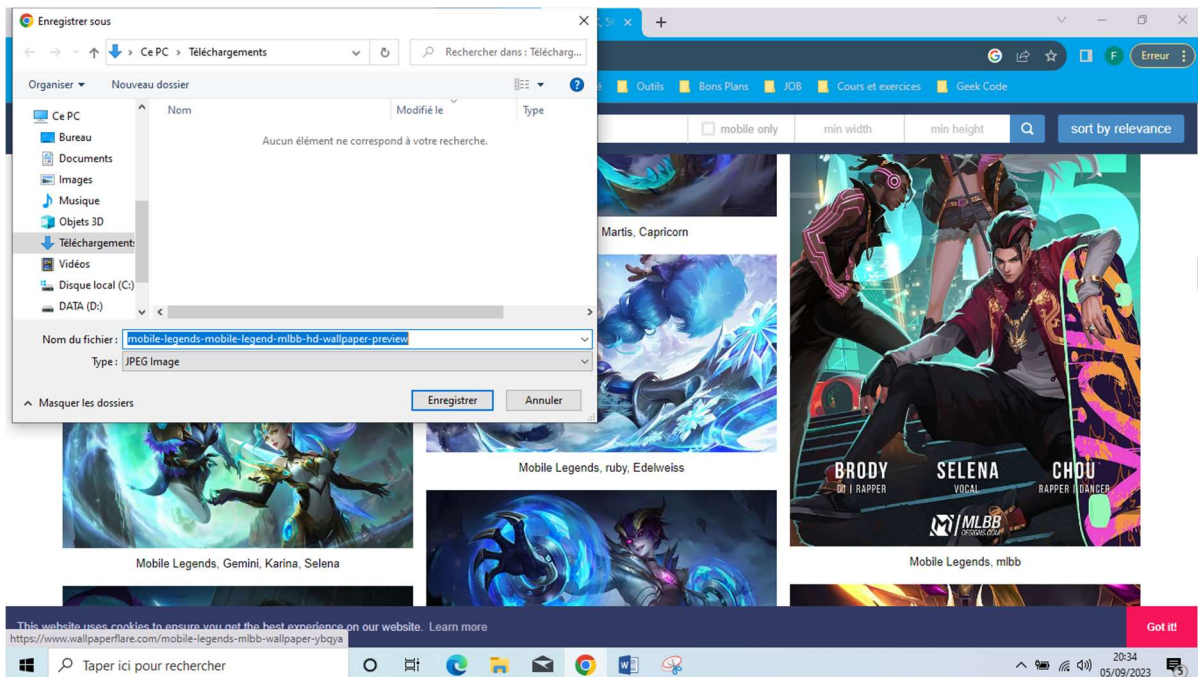 Enregistrer sous
Ce PC > Téléchargements
Rechercher dans : Télécharg...
Organiser
Nouveau dossier
Ce PC
Bureau
Documents
Images
Musique
Objets 3D
Téléchargements
Vidéos
Disque local (C:)
DATA (D:)
Nom
Modifié le
Type
Aucun élément ne correspond à votre recherche.
Nom du fichier : mobile-legends-mobile-legend-mlbb-hd-wallpaper-preview
Type : JPEG Image
Masquer les dossiers
Enregistrer
Annuler
F
Erreur
Outils
Bons Plans
JOB
Cours et exercices
Geek Code
mobile only
min width
min height
sort by relevance
Martis, Capricorn
Mobile Legends, ruby, Edelweiss
BRODY
DJ | RAPPER
SELENA
VOCAL
CHOU
RAPPER | DANCER
MLBB
DESIGNS.COM
Mobile Legends, Gemini, Karina, Selena
Mobile Legends, mlbb
This website uses cookies to ensure you get the best experience on our website. Learn more
Got it!
https://www.wallpaperflare.com/mobile-legends-mlbb-wallpaper-ybqya
Taper ici pour rechercher
20:34
05/09/2023
5